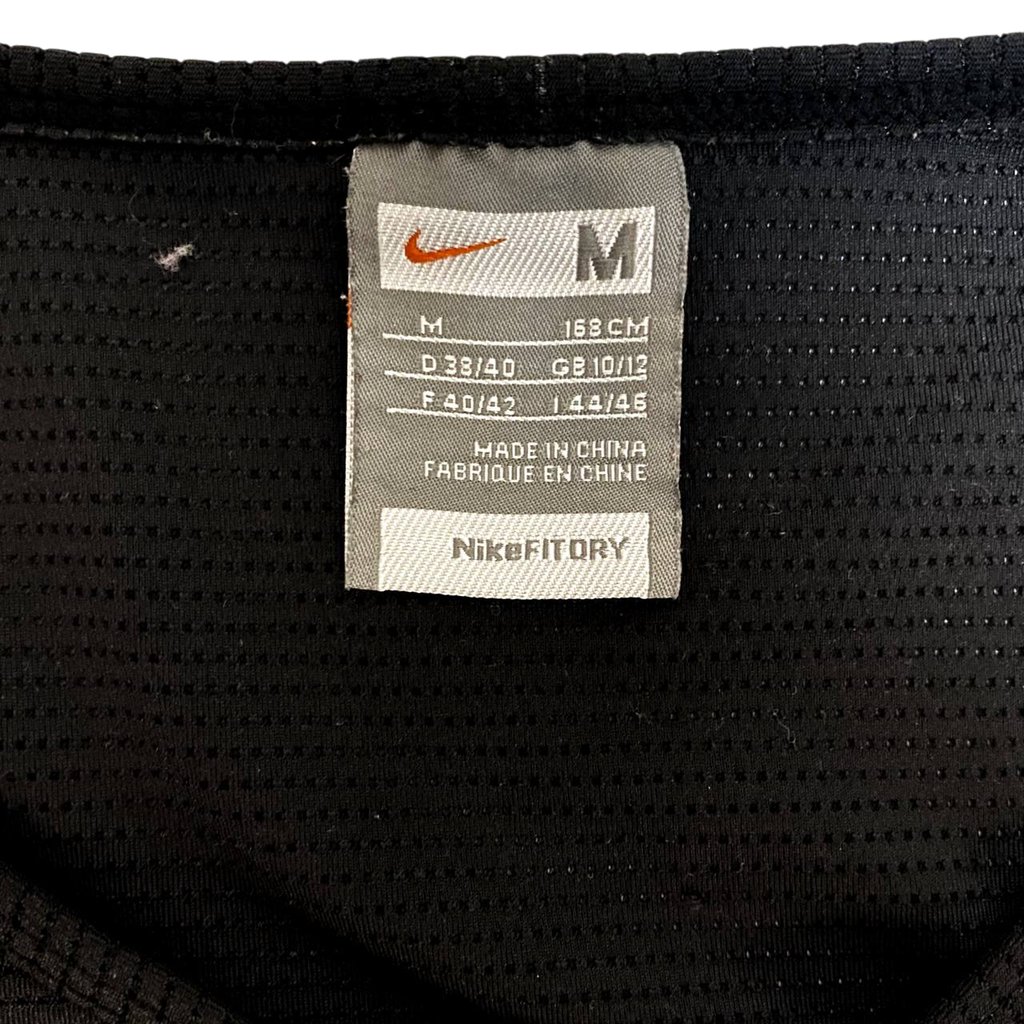 M
M 168 CM
D 38/40 GB 10/12
F 40/42 I 44/46
MADE IN CHINA
FABRIQUE EN CHINE
NikeFITDRY